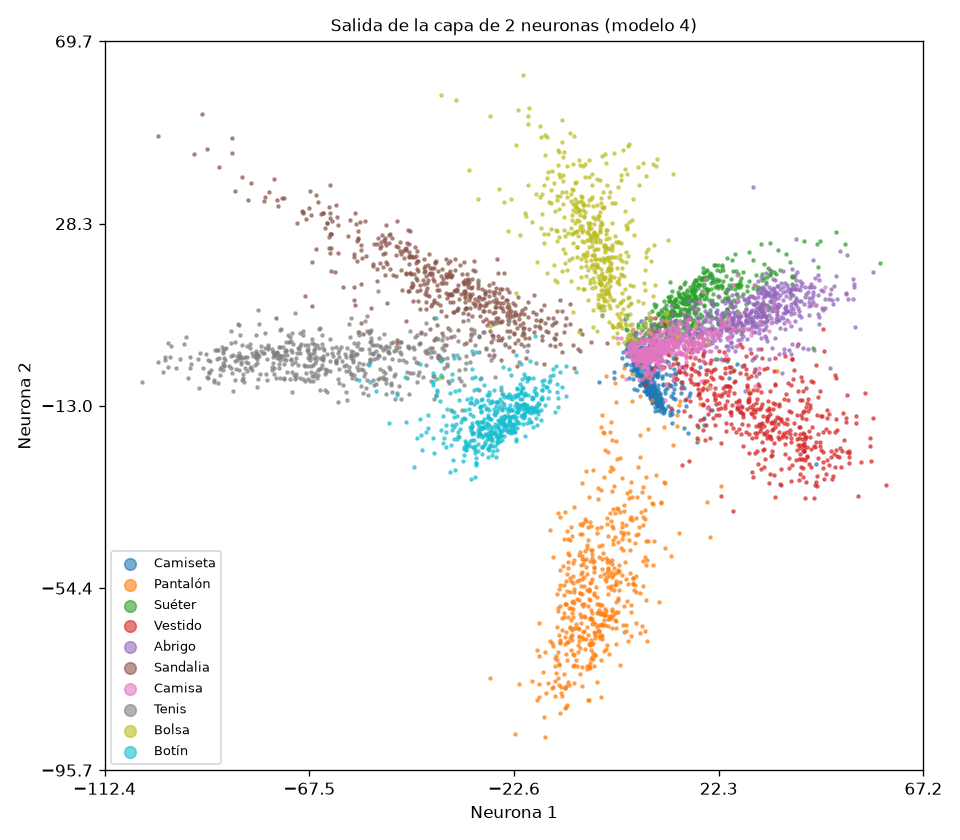 Salida de la capa de 2 neuronas (modelo 4)
69.7
28.3
−13.0
−54.4
−95.7
Neurona 2
Camiseta
Pantalón
Suéter
Vestido
Abrigo
Sandalia
Camisa
Tenis
Bolsa
Botín
−112.4
−67.5
−22.6
22.3
67.2
Neurona 1